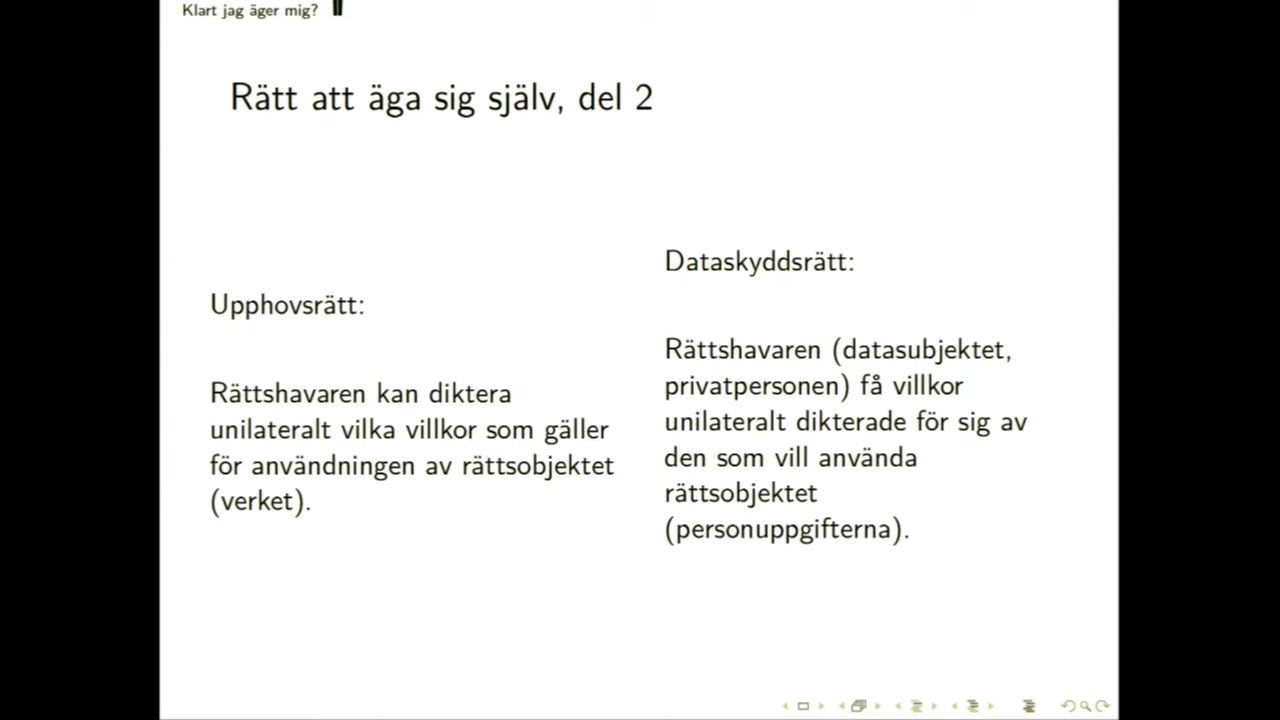 Klart jag äger mig?
Rätt att äga sig själv, del 2
Upphovsrätt:
Rättshavaren kan diktera
unilateralt vilka villkor som gäller
för användningen av rättsobjektet
(verket).
Dataskyddsrätt:
Rättshavaren (datasubjektet,
privatpersonen) få villkor
unilateralt dikterade för sig av
den som vill använda
rättsobjektet
(personuppgifterna).